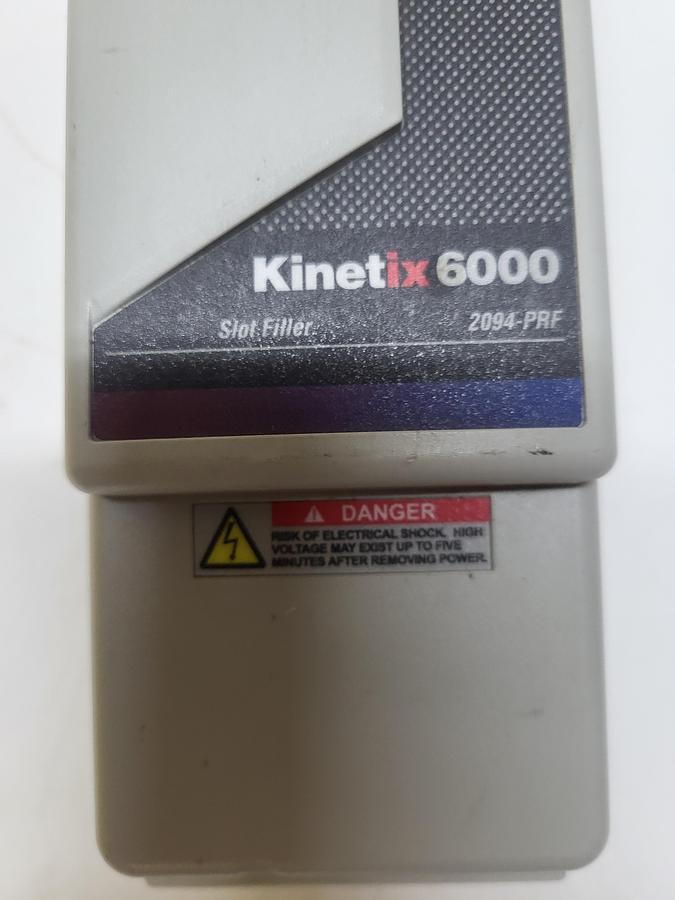 Kinetix 6000
Slot Filler 2094-PRF
DANGER
RISK OF ELECTRICAL SHOCK. HIGH
VOLTAGE MAY EXIST UP TO FIVE
MINUTES AFTER REMOVING POWER.